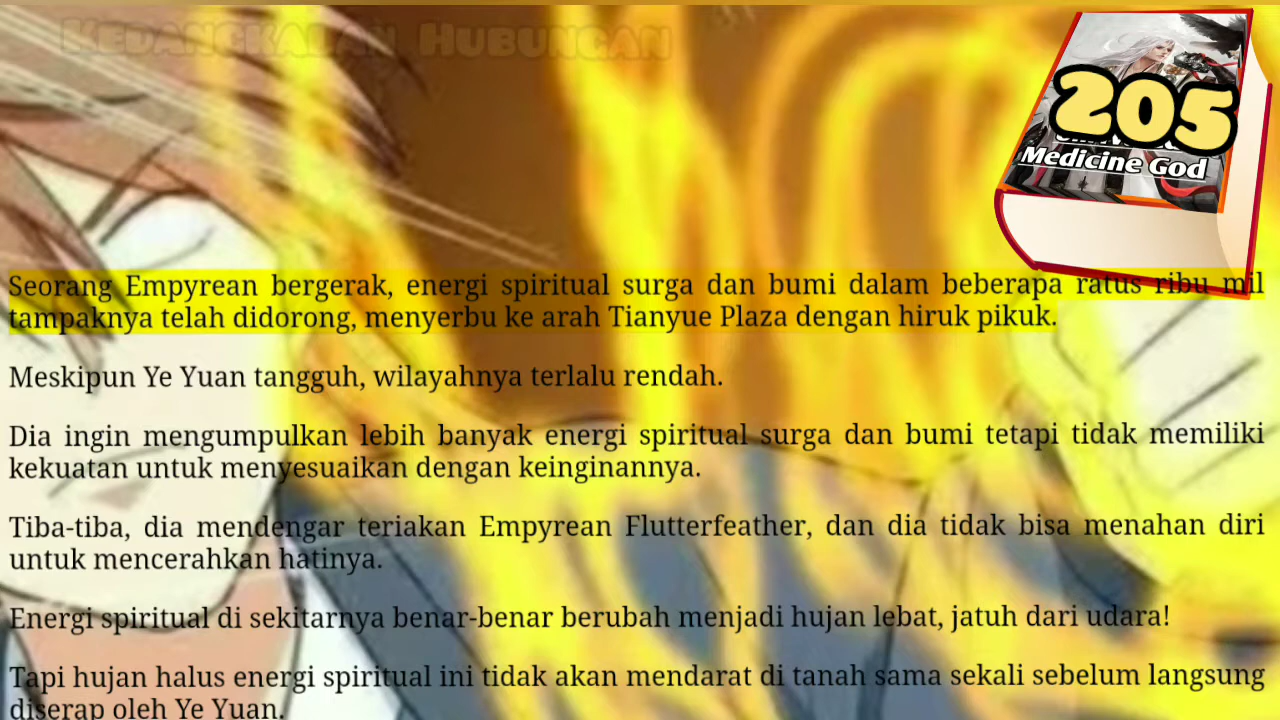 Kedangkalan Hubungan
205
Medicine God
Seorang Empyrean bergerak, energi spiritual surga dan bumi dalam beberapa ratus ribu mil
tampaknya telah didorong, menyerbu ke arah Tianyue Plaza dengan hiruk pikuk.
Meskipun Ye Yuan tangguh, wilayahnya terlalu rendah.
Dia ingin mengumpulkan lebih banyak energi spiritual surga dan bumi tetapi tidak memiliki
kekuatan untuk menyesuaikan dengan keinginannya.
Tiba-tiba, dia mendengar teriakan Empyrean Flutterfeather, dan dia tidak bisa menahan diri
untuk mencerahkan hatinya.
Energi spiritual di sekitarnya benar-benar berubah menjadi hujan lebat, jatuh dari udara!
Tapi hujan halus energi spiritual ini tidak akan mendarat di tanah sama sekali sebelum langsung
diserap oleh Ye Yuan.